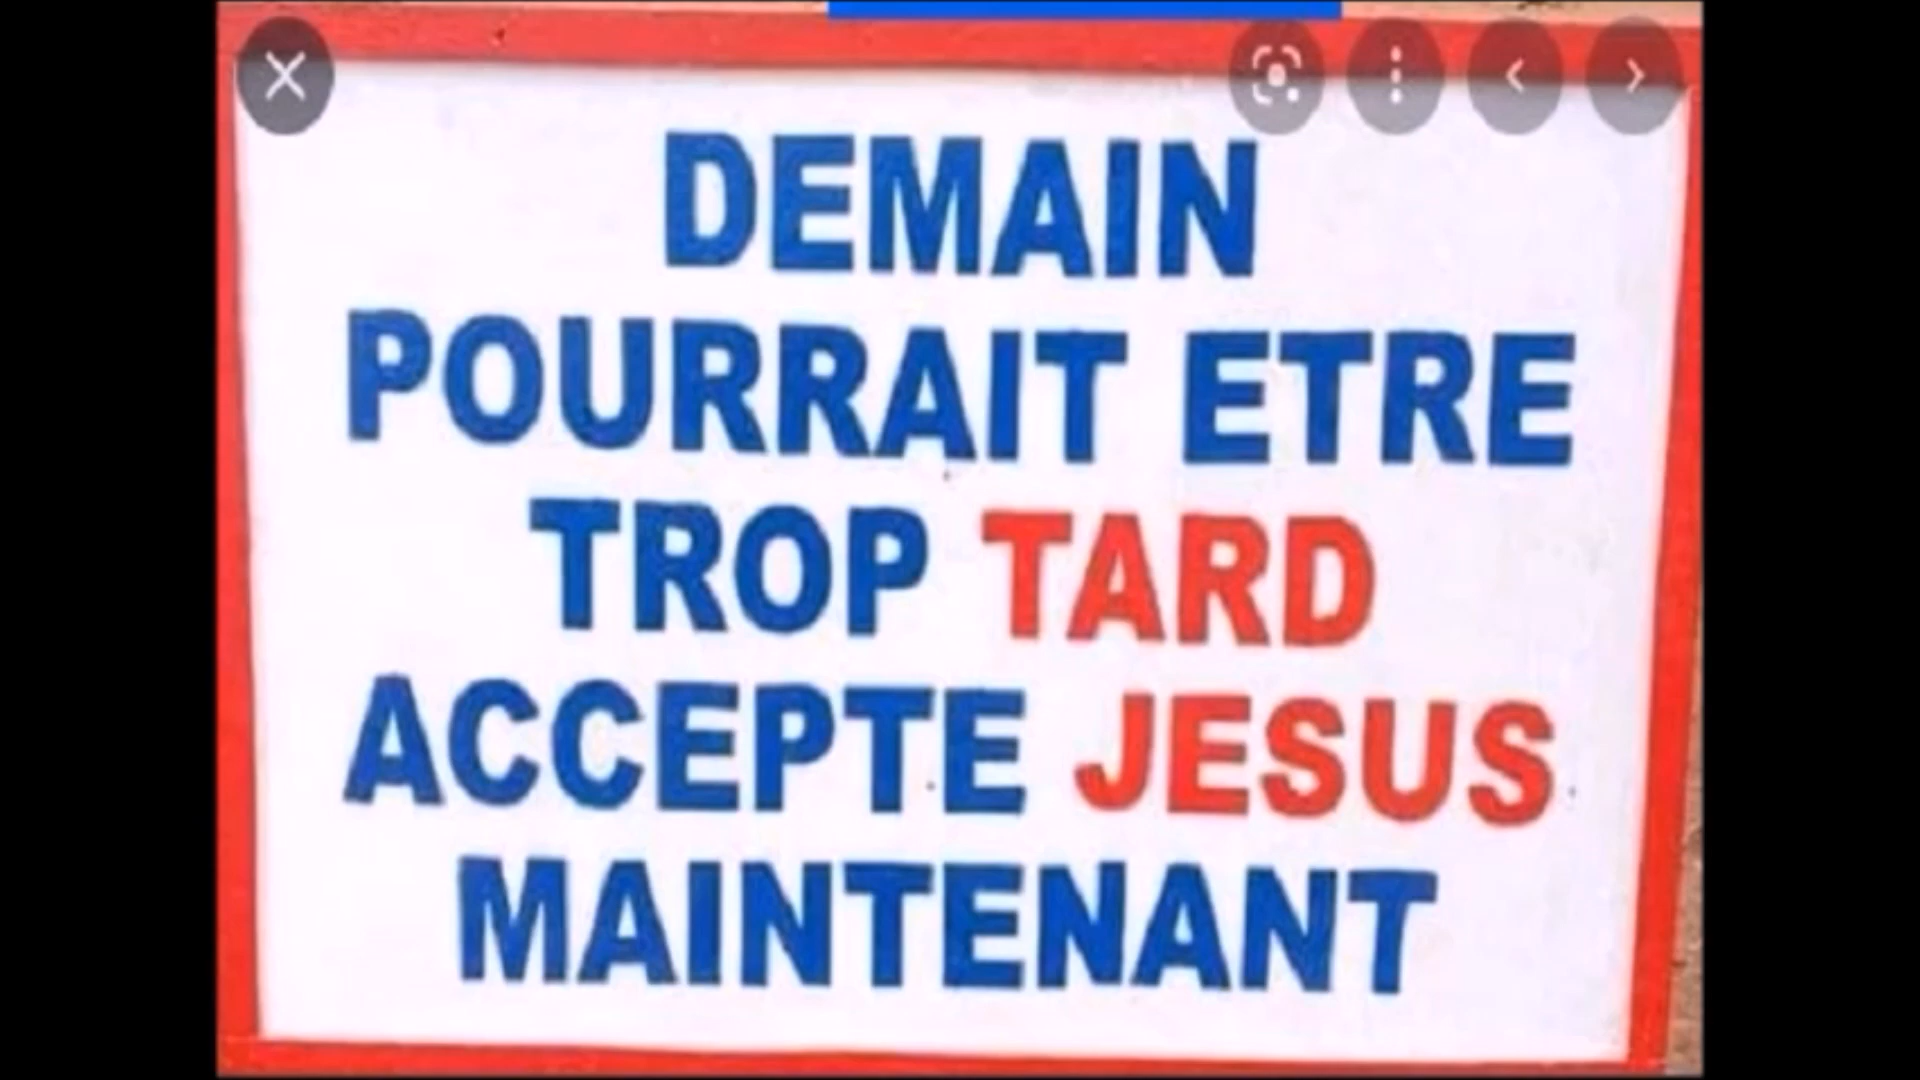 DEMAIN
POURRAIT ETRE
TROP TARD
ACCEPTE JESUS
MAINTENANT